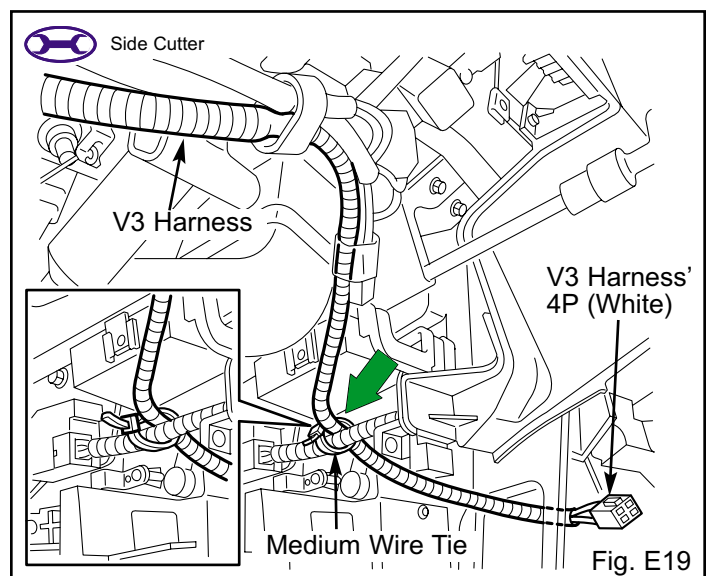 Side Cutter
V3 Harness
V3 Harness’
4P (White)
Medium Wire Tie
Fig. E19